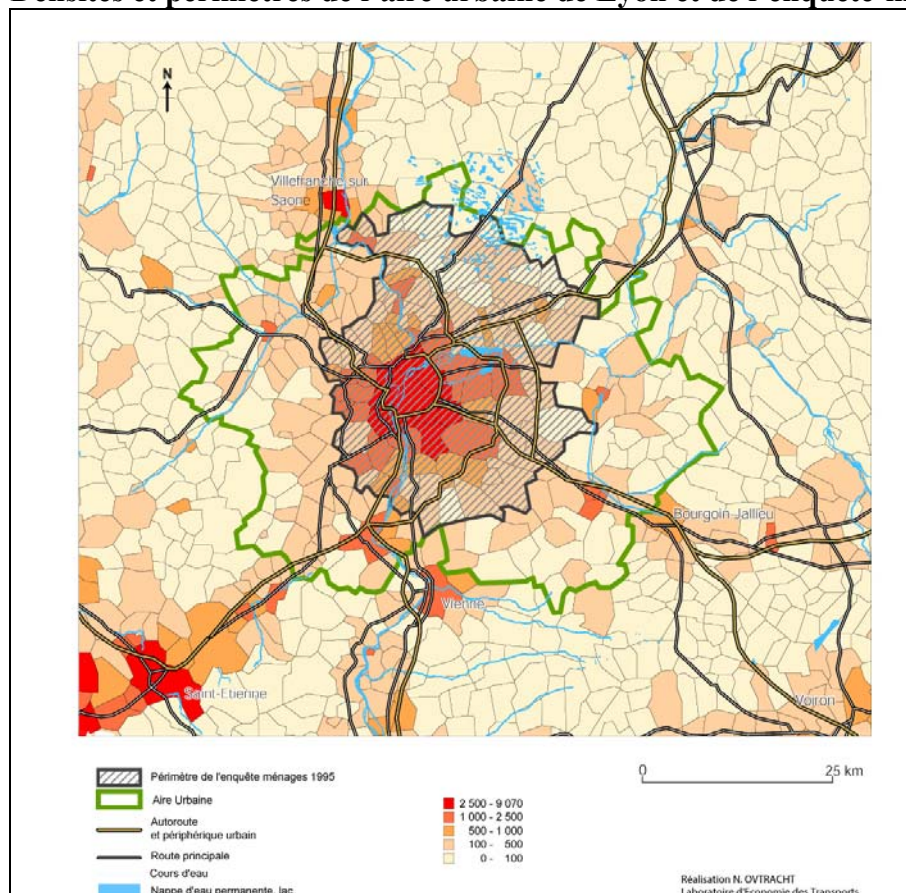 Densités et périmètres de l'aire urbaine de Lyon et de l'enquête
N
Villefranche sur
Saone
Bourgoin Jallieu
Vienne
Saint-Etienne
Voiron
Périmètre de l'enquête ménages 1995
Aire Urbaine
Autoroute
et périphérique urbain
Route principale
Cours d'eau
Nappe d'eau permanente, lac
2 500 - 9 070
1 000 - 2 500
500 - 1 000
100 - 500
0 - 100
0 25 km
Réalisation N. OVTRACHT
Laboratoire d'Economie des Transports